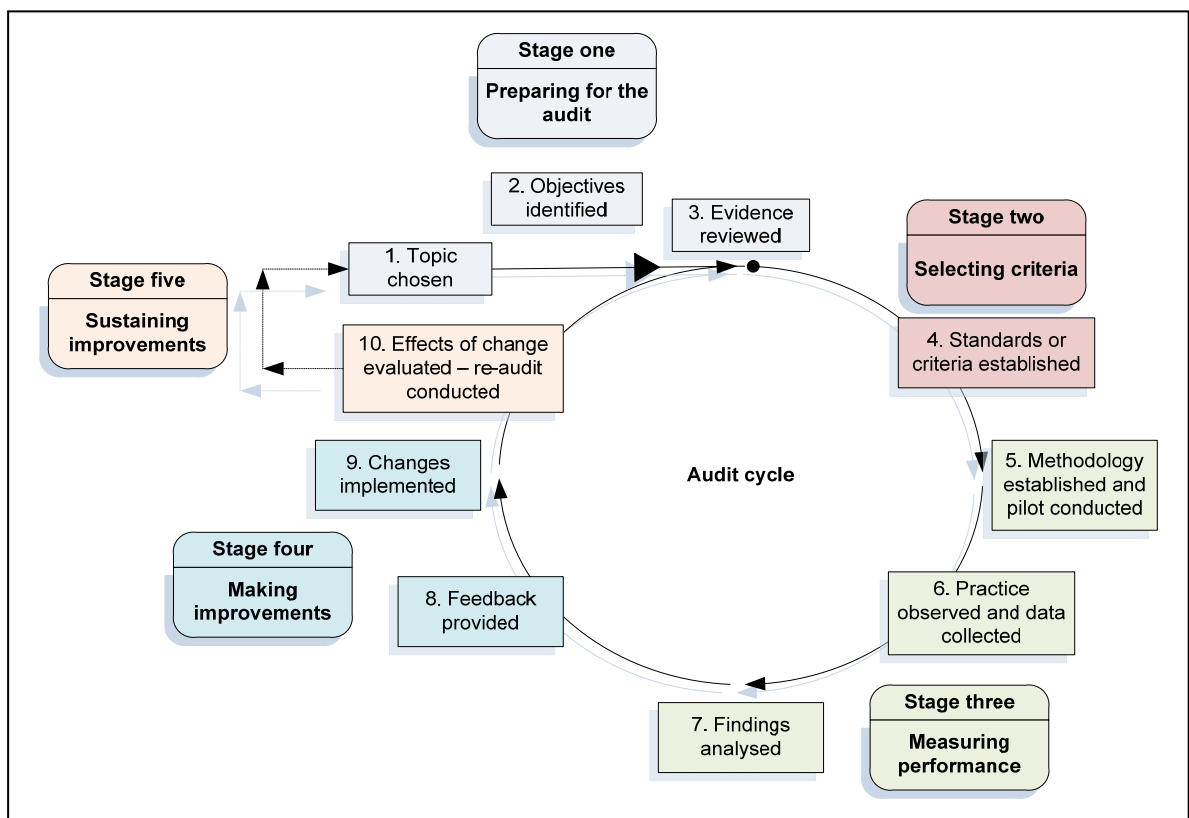 Stage one
Preparing for the
audit
2. Objectives
identified
3. Evidence
reviewed
Stage two
Selecting criteria
1. Topic
chosen
Stage five
Sustaining
improvements
4. Standards or
criteria established
10. Effects of change
evaluated – re-audit
conducted
9. Changes
implemented
Audit cycle
5. Methodology
established and
pilot conducted
Stage four
Making
improvements
8. Feedback
provided
6. Practice
observed and data
collected
7. Findings
analysed
Stage three
Measuring
performance